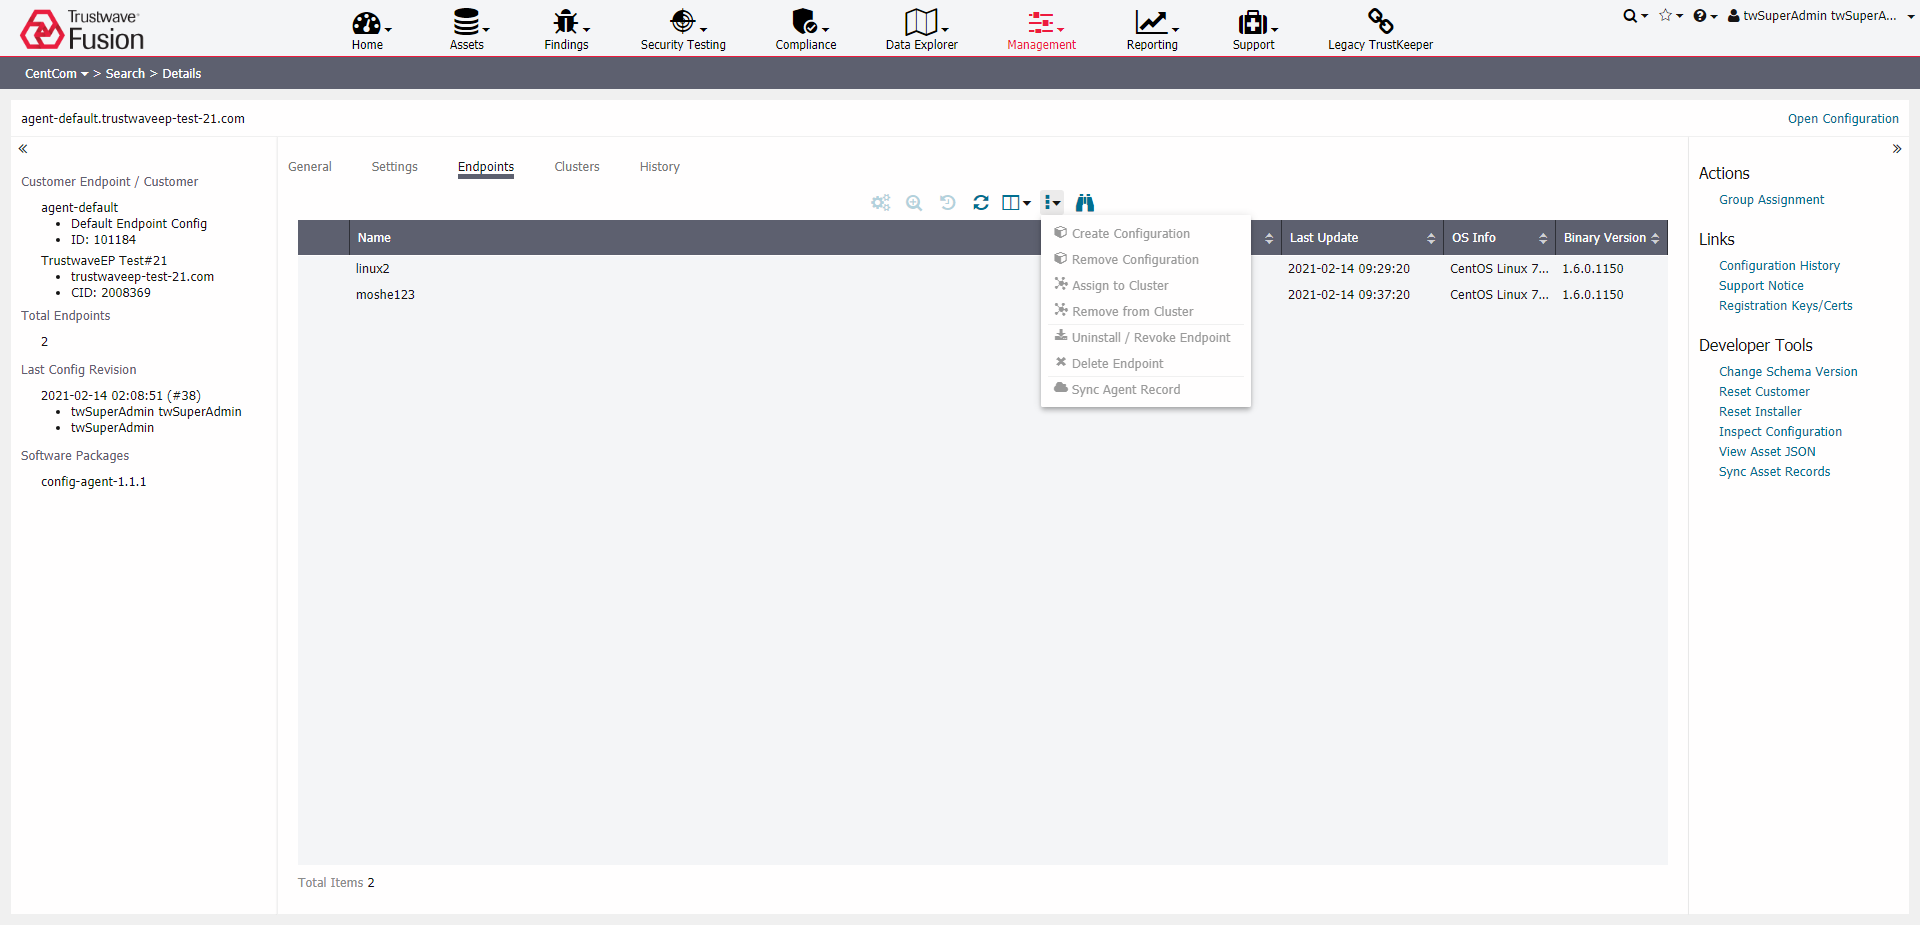 Trustwave
Fusion
Home
Assets
Findings
Security Testing
Compliance
Data Explorer
Management
Reporting
Support
Legacy TrustKeeper
twSuperAdmin twSuperA...
CentCom > Search > Details
agent-default.trustwaveep-test-21.com
Open Configuration
Customer Endpoint / Customer
agent-default
• Default Endpoint Config
• ID: 101184
TrustwaveEP Test#21
• trustwaveep-test-21.com
• CID: 2008369
Total Endpoints
2
Last Config Revision
2021-02-14 02:08:51 (#38)
• twSuperAdmin twSuperAdmin
• twSuperAdmin
Software Packages
config-agent-1.1.1
General Settings Endpoints Clusters History
Name Last Update OS Info Binary Version
linux2 2021-02-14 09:29:20 CentOS Linux 7... 1.6.0.1150
moshe123 2021-02-14 09:37:20 CentOS Linux 7... 1.6.0.1150
Create Configuration
Remove Configuration
Assign to Cluster
Remove from Cluster
Uninstall / Revoke Endpoint
Delete Endpoint
Sync Agent Record
Total Items 2
Actions
Group Assignment
Links
Configuration History
Support Notice
Registration Keys/Certs
Developer Tools
Change Schema Version
Reset Customer
Reset Installer
Inspect Configuration
View Asset JSON
Sync Asset Records